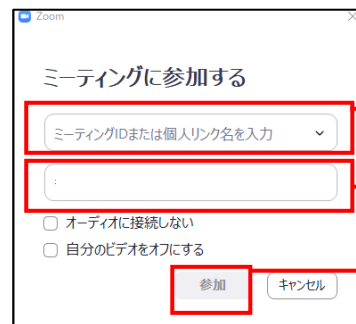 Zoom
ミーティングに参加する
ミーティングIDまたは個人リンク名を入力
オーディオに接続しない
自分のビデオをオフにする
参加
キャンセル